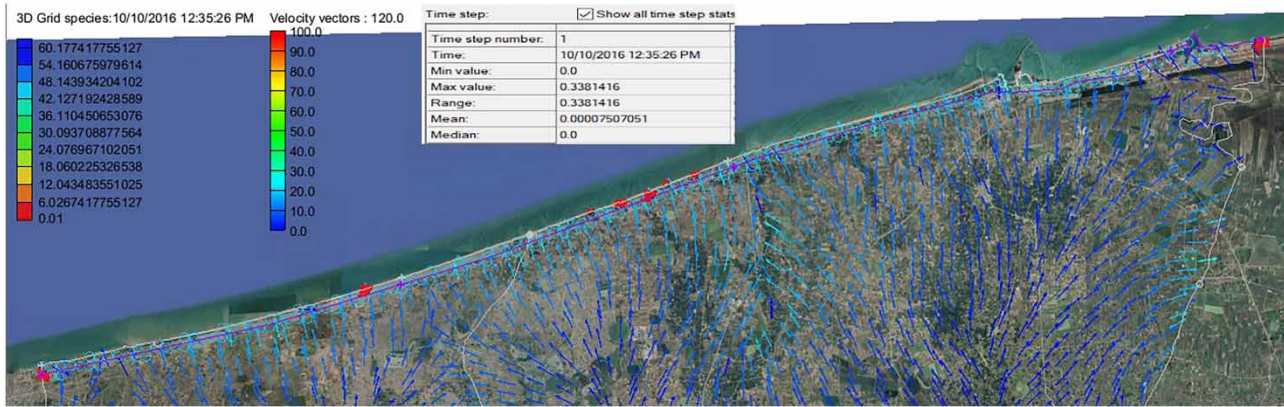 3D Grid species:10/10/2016 12:35:26 PM
60.177417755127
54.160675979614
48.143934204102
42.127192428589
36.110450653076
30.093708877564
24.076967102051
18.060225326538
12.043483551025
6.0267417755127
0.01
Velocity vectors : 120.0
100.0
90.0
80.0
70.0
60.0
50.0
40.0
30.0
20.0
10.0
0.0
Time step: Show all time step stats
Time step number: 1
Time: 10/10/2016 12:35:26 PM
Min value: 0.0
Max value: 0.3381416
Range: 0.3381416
Mean: 0.00007507051
Median: 0.0